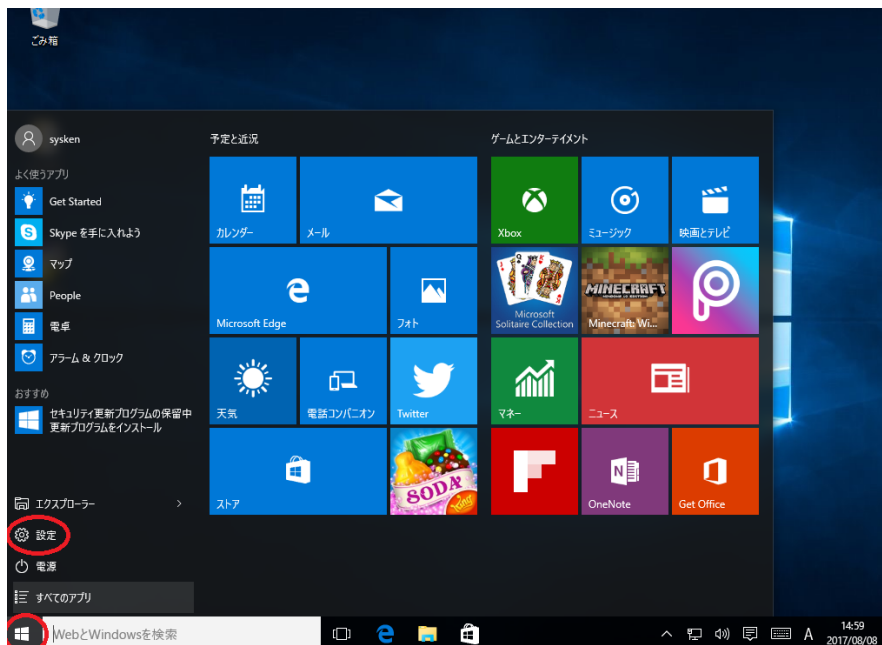 ごみ箱
sysken
よく使うアプリ
Get Started
Skype を手に入れよう
マップ
People
電卓
アラーム & クロック
おすすめ
セキュリティ更新プログラムの保留中
更新プログラムをインストール
エクスプローラー
設定
電源
すべてのアプリ
予定と近況
カレンダー
メール
Microsoft Edge
フォト
天気
電話コンパニオン
Twitter
ストア
SODA
King
ゲームとエンターテイメント
Xbox
ミュージック
映画とテレビ
Microsoft
Solitaire Collection
MINECRAFT
Minecraft: Wi...
マネー
ニュース
N
OneNote
Get Office
WebとWindowsを検索
A
14:59
2017/08/08